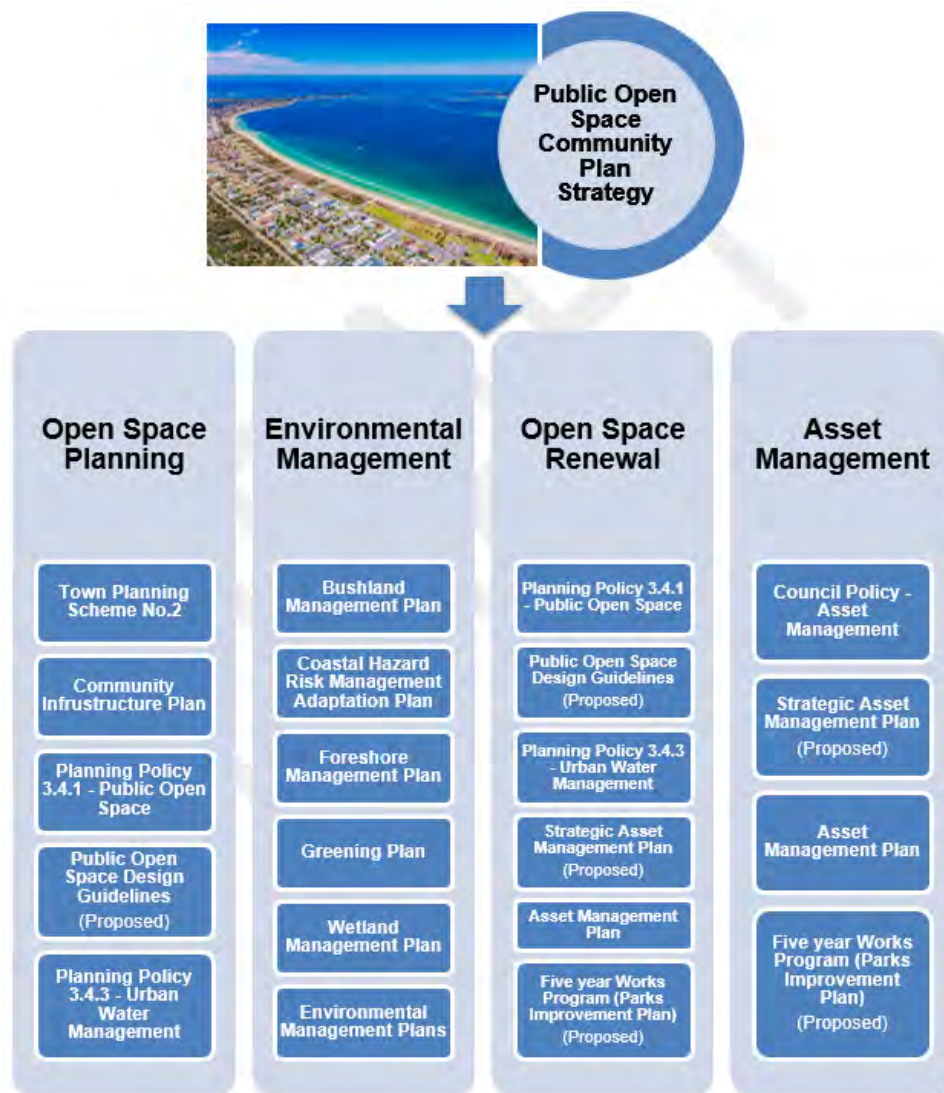 Public Open
Space
Community
Plan
Strategy
Open Space
Planning
Town Planning
Scheme No.2
Community
Infrustructure Plan
Planning Policy
3.4.1 - Public Open
Space
Public Open
Space Design
Guidelines
(Proposed)
Planning Policy
3.4.3 - Urban
Water
Management
Environmental
Management
Bushland
Management Plan
Coastal Hazard
Risk Management
Adaptation Plan
Foreshore
Management Plan
Greening Plan
Wetland
Management Plan
Environmental
Management Plans
Open Space
Renewal
Planning Policy 3.4.1
- Public Open Space
Public Open Space
Design Guidelines
(Proposed)
Planning Policy 3.4.3
- Urban Water
Management
Strategic Asset
Management Plan
(Proposed)
Asset Management
Plan
Five year Works
Program (Parks
Improvement Plan)
(Proposed)
Asset
Management
Council Policy -
Asset
Management
Strategic Asset
Management Plan
(Proposed)
Asset
Management Plan
Five year Works
Program (Parks
Improvement
Plan)
(Proposed)